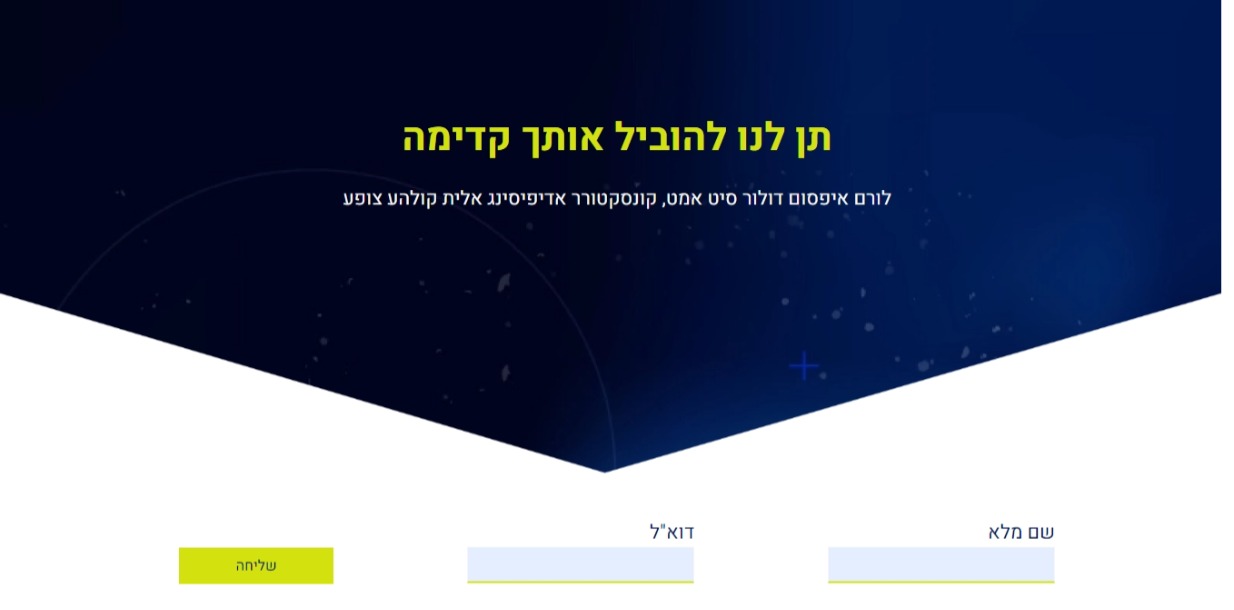 תן לנו להוביל אותך קדימה
לורם איפסום דולור סיט אמט, קונסקטורר אדיפיסינג אלית קולהע צופע
שם מלא
דוא"ל
שליחה